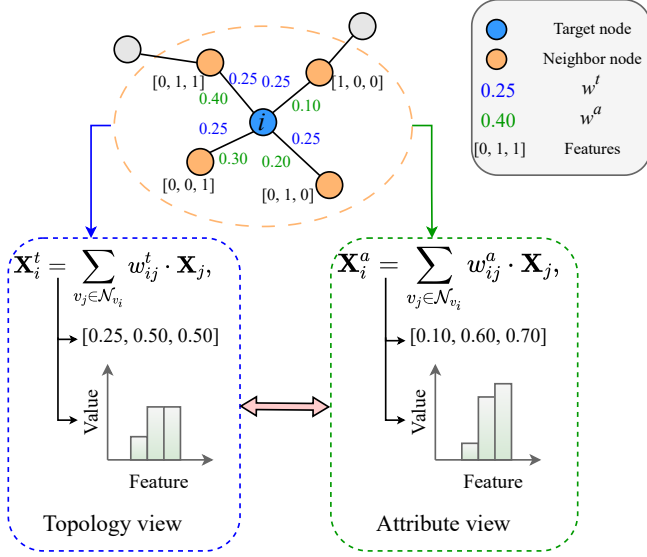 Target node
Neighbor node
0.25 w^t
0.40 w^a
[0, 1, 1] Features
[0, 1, 1] 0.25 0.25 [1, 0, 0]
0.40 0.10
i
0.25 0.25
0.30 0.20
[0, 0, 1] [0, 1, 0]
X_i^t = ∑_{v_j∈N_{v_i}} w_{ij}^t · X_j,
[0.25, 0.50, 0.50]
Value
Feature
Topology view
X_i^a = ∑_{v_j∈N_{v_i}} w_{ij}^a · X_j,
[0.10, 0.60, 0.70]
Value
Feature
Attribute view